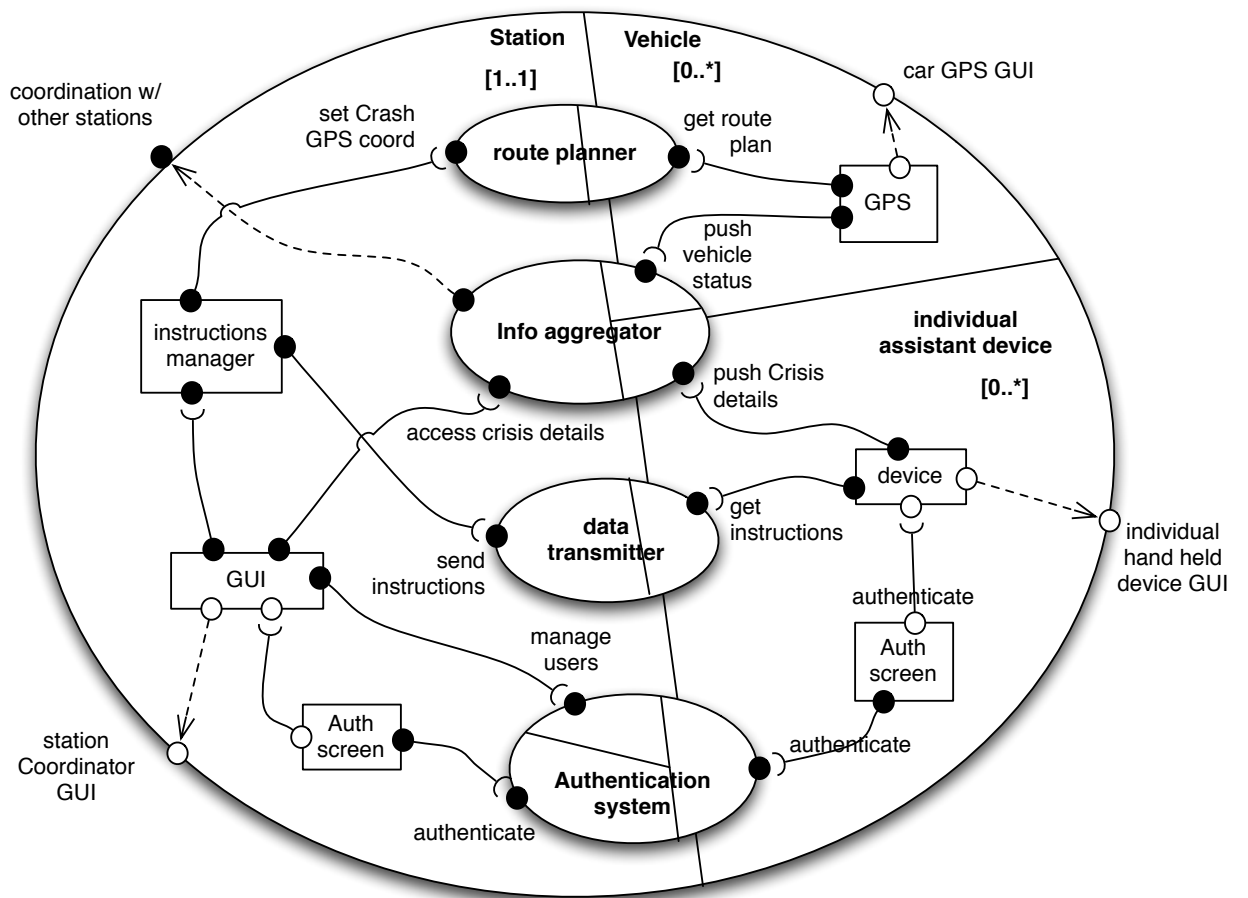 Station
[1..1]
Vehicle
[0..*]
car GPS GUI
coordination w/
other stations
set Crash
GPS coord
route planner
get route
plan
GPS
push
vehicle
status
instructions
manager
Info aggregator
individual
assistant device
[0..*]
push Crisis
details
access crisis details
device
get
instructions
data
transmitter
send
instructions
individual
hand held
device GUI
GUI
authenticate
manage
users
Auth
screen
Auth
screen
station
Coordinator
GUI
authenticate
Authentication
system
authenticate